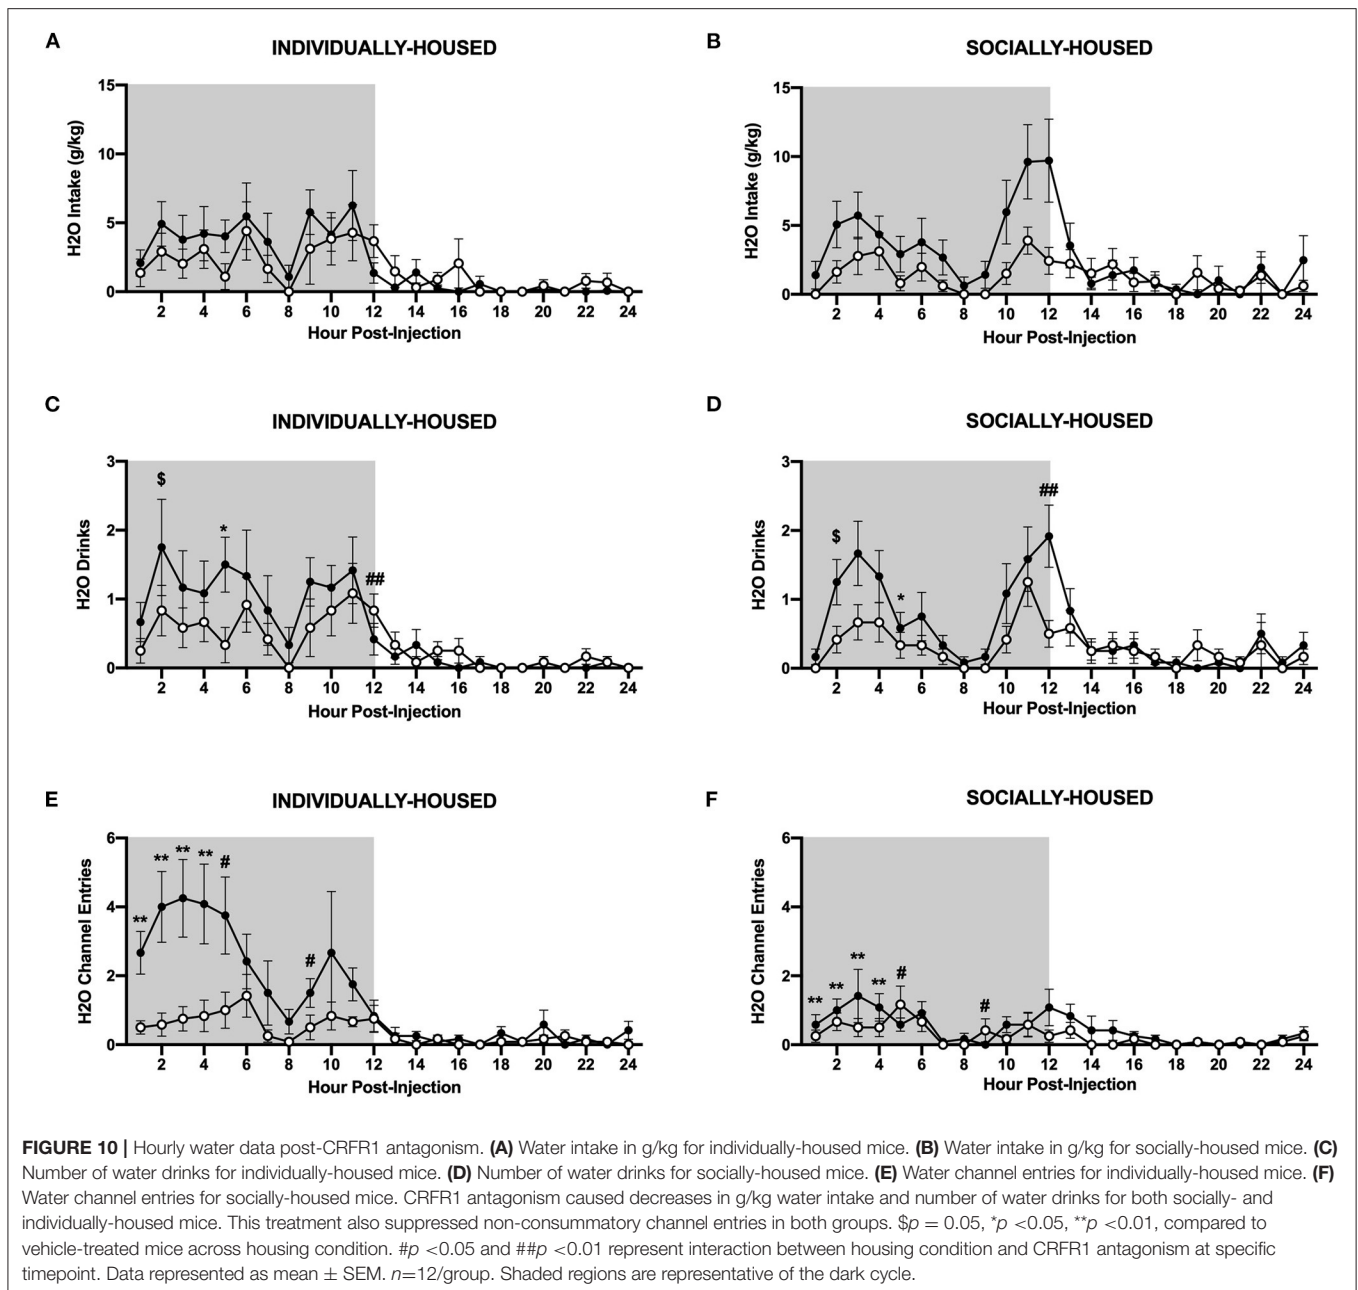 A
INDIVIDUALLY-HOUSED
H2O Intake (g/kg)
15
10
5
0
2 4 6 8 10 12 14 16 18 20 22 24
Hour Post-Injection
B
SOCIALLY-HOUSED
H2O Intake (g/kg)
15
10
5
0
2 4 6 8 10 12 14 16 18 20 22 24
Hour Post-Injection
C
INDIVIDUALLY-HOUSED
H2O Drinks
3
2
1
0
$
*
##
2 4 6 8 10 12 14 16 18 20 22 24
Hour Post-Injection
D
SOCIALLY-HOUSED
H2O Drinks
3
2
1
0
$
*
##
2 4 6 8 10 12 14 16 18 20 22 24
Hour Post-Injection
E
INDIVIDUALLY-HOUSED
H2O Channel Entries
6
4
2
0
** ** ** ** # #
2 4 6 8 10 12 14 16 18 20 22 24
Hour Post-Injection
F
SOCIALLY-HOUSED
H2O Channel Entries
6
4
2
0
** ** ** ** # #
2 4 6 8 10 12 14 16 18 20 22 24
Hour Post-Injection
FIGURE 10 | Hourly water data post-CRFR1 antagonism. (A) Water intake in g/kg for individually-housed mice. (B) Water intake in g/kg for socially-housed mice. (C)
Number of water drinks for individually-housed mice. (D) Number of water drinks for socially-housed mice. (E) Water channel entries for individually-housed mice. (F)
Water channel entries for socially-housed mice. CRFR1 antagonism caused decreases in g/kg water intake and number of water drinks for both socially- and
individually-housed mice. This treatment also suppressed non-consummatory channel entries in both groups. $p = 0.05, *p <0.05, **p <0.01, compared to
vehicle-treated mice across housing condition. #p <0.05 and ##p <0.01 represent interaction between housing condition and CRFR1 antagonism at specific
timepoint. Data represented as mean ± SEM. n=12/group. Shaded regions are representative of the dark cycle.